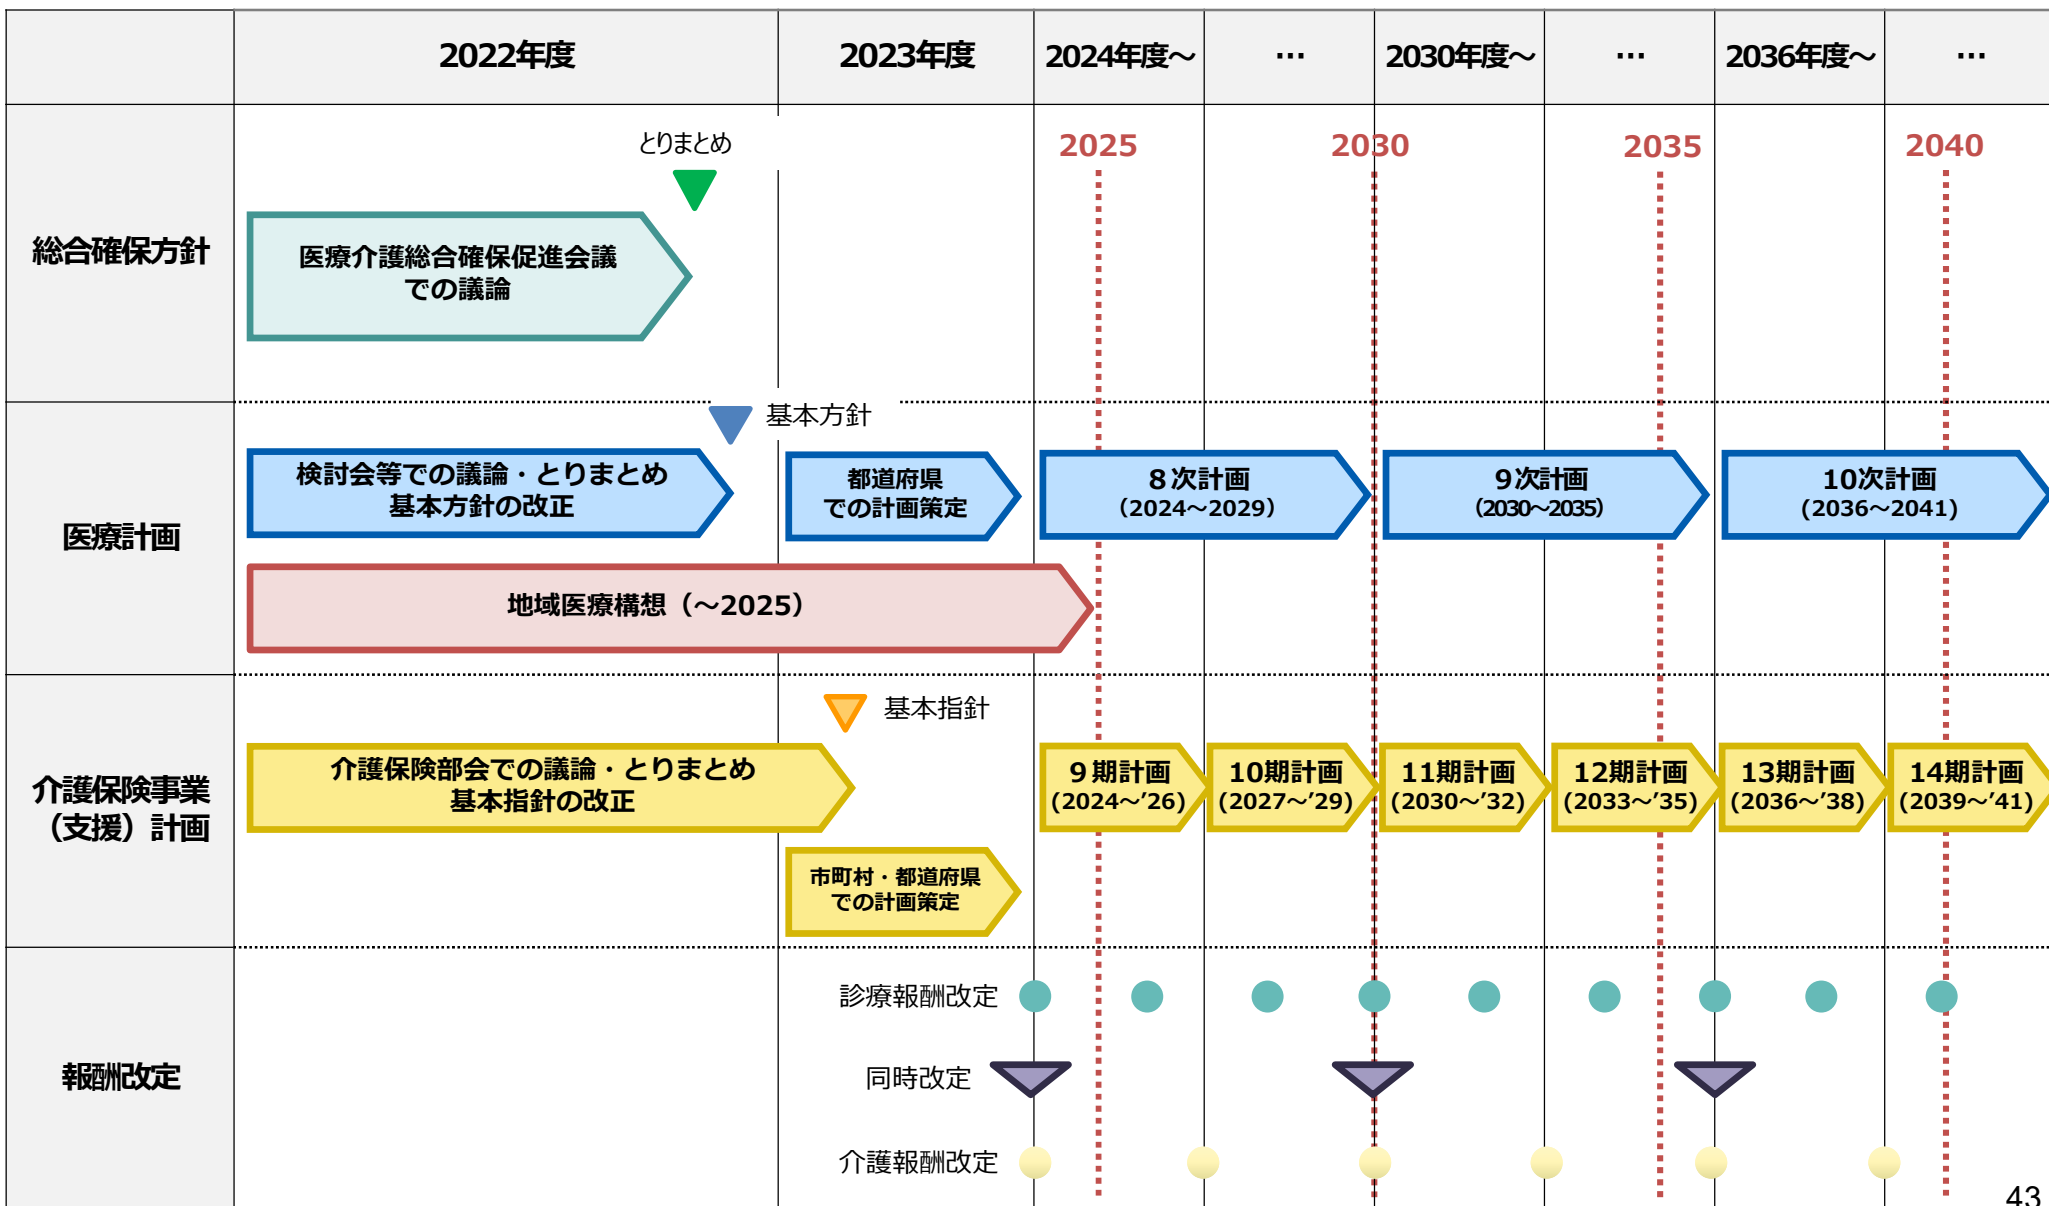 2022年度
2023年度
2024年度～
…
2030年度～
…
2036年度～
…
総合確保方針
とりまとめ
医療介護総合確保促進会議
での議論
2025
2030
2035
2040
医療計画
基本方針
検討会等での議論・とりまとめ
基本方針の改正
都道府県
での計画策定
８次計画
（2024～2029）
９次計画
（2030～2035）
10次計画
（2036～2041）
地域医療構想（～2025）
介護保険事業
（支援）計画
基本指針
介護保険部会での議論・とりまとめ
基本指針の改正
市町村・都道府県
での計画策定
９期計画
(2024～’26)
10期計画
(2027～’29)
11期計画
(2030～’32)
12期計画
(2033～’35)
13期計画
(2036～’38)
14期計画
(2039～’41)
報酬改定
診療報酬改定
同時改定
介護報酬改定
43